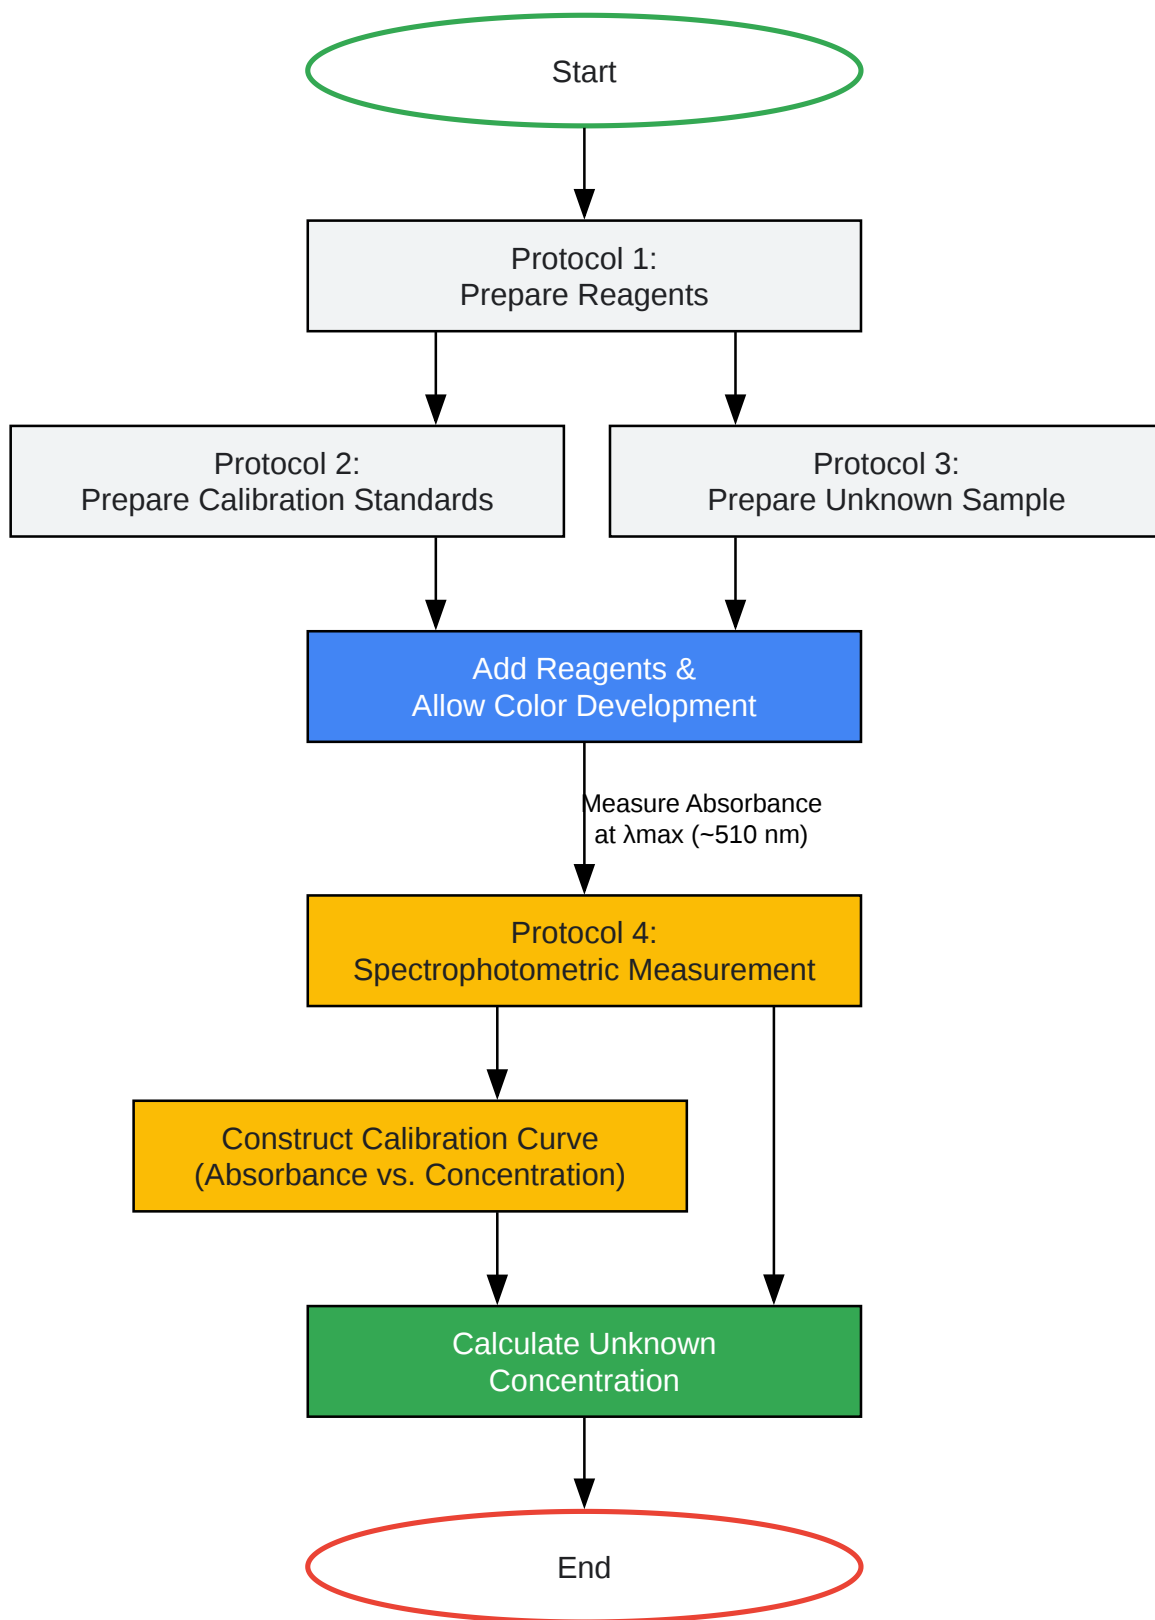 Start
Protocol 1:
Prepare Reagents
Protocol 2:
Prepare Calibration Standards
Protocol 3:
Prepare Unknown Sample
Add Reagents &
Allow Color Development
Measure Absorbance
at λmax (~510 nm)
Protocol 4:
Spectrophotometric Measurement
Construct Calibration Curve
(Absorbance vs. Concentration)
Calculate Unknown
Concentration
End